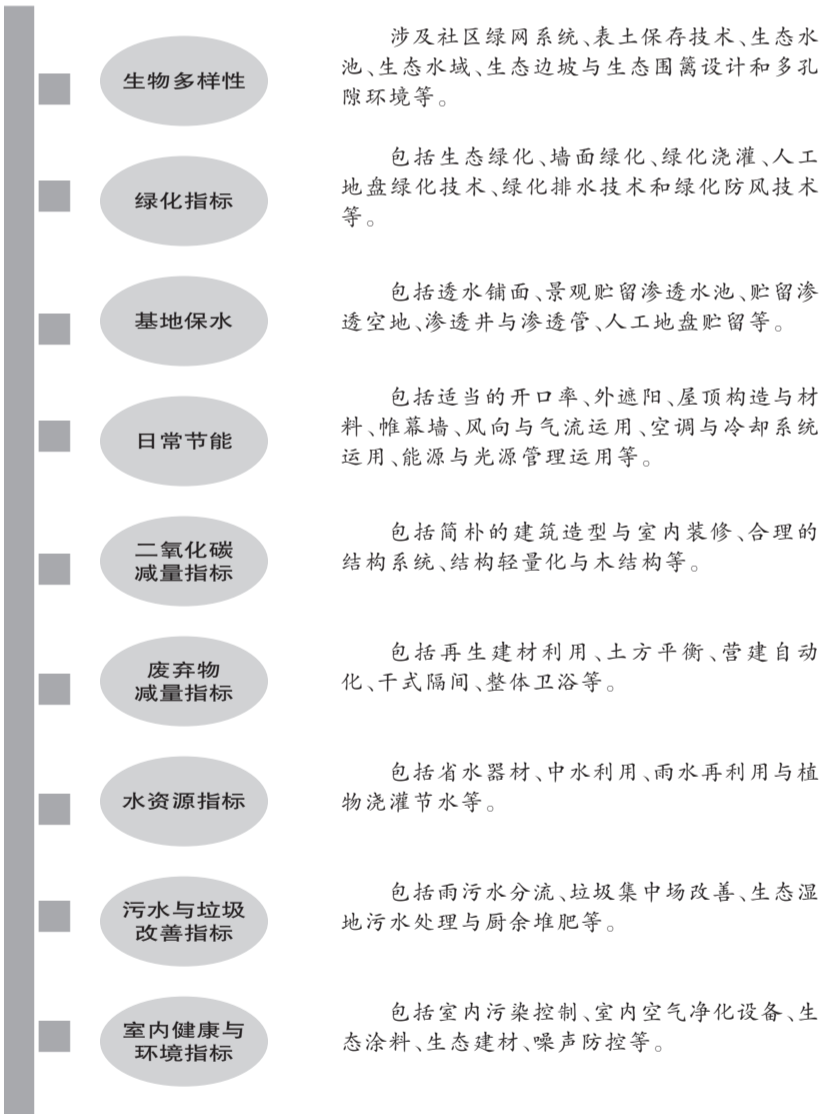 生物多样性
涉及社区绿网系统、表土保存技术、生态水
池、生态水域、生态边坡与生态围篱设计和多孔
隙环境等。
绿化指标
包括生态绿化、墙面绿化、绿化浇灌、人工
地盘绿化技术、绿化排水技术和绿化防风技术
等。
基地保水
包括透水铺面、景观贮留渗透水池、贮留渗
透空地、渗透井与渗透管、人工地盘贮留等。
日常节能
包括适当的开口率、外遮阳、屋顶构造与材
料、帷幕墙、风向与气流运用、空调与冷却系统
运用、能源与光源管理运用等。
二氧化碳
减量指标
包括简朴的建筑造型与室内装修、合理的
结构系统、结构轻量化与木结构等。
废弃物
减量指标
包括再生建材利用、土方平衡、营建自动
化、干式隔间、整体卫浴等。
水资源指标
包括省水器材、中水利用、雨水再利用与植
物浇灌节水等。
污水与垃圾
改善指标
包括雨污水分流、垃圾集中场改善、生态湿
地污水处理与厨余堆肥等。
室内健康与
环境指标
包括室内污染控制、室内空气净化设备、生
态涂料、生态建材、噪声防控等。